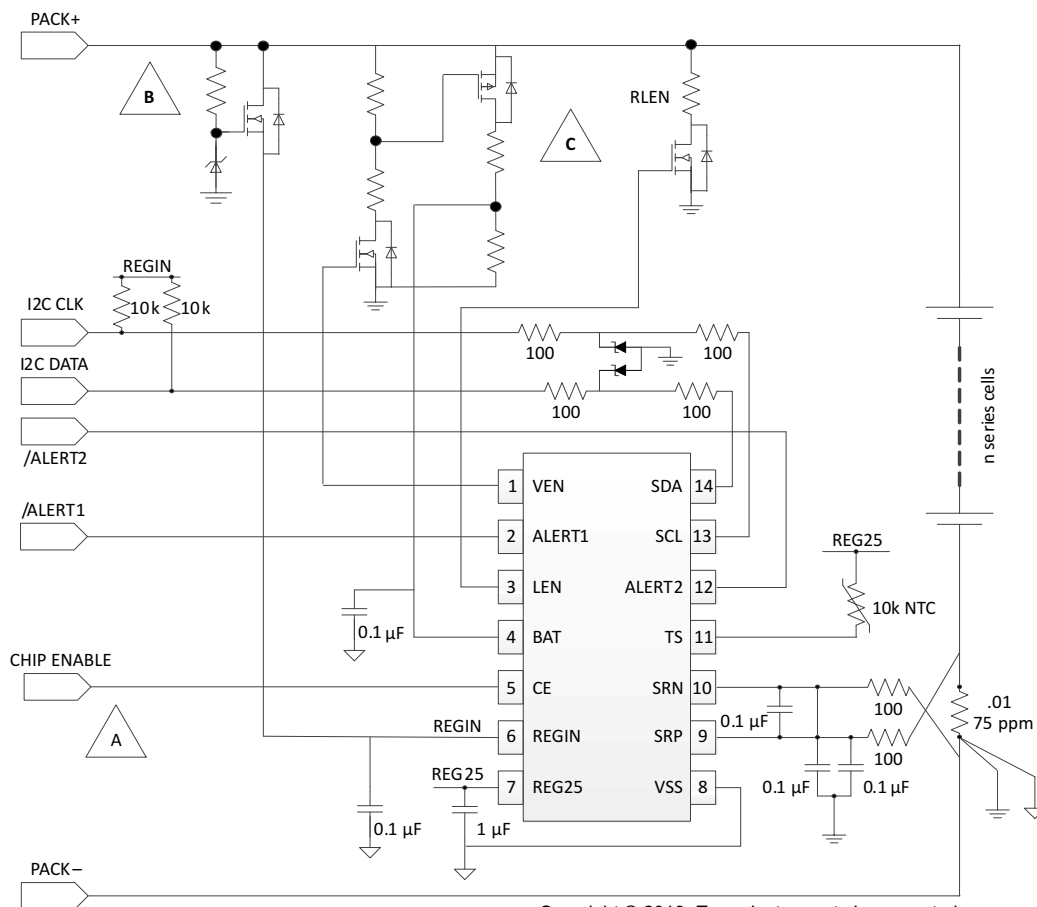 PACK+
B
C
RLEN
REGIN
10k 10k
I2C CLK
100 100
I2C DATA
100 100
/ALERT2
n series cells
/ALERT1
1 VEN SDA 14
2 ALERT1 SCL 13
3 LEN ALERT2 12
4 BAT TS 11
5 CE SRN 10
6 REGIN SRP 9
7 REG25 VSS 8
REG25
10k NTC
0.1 µF
CHIP ENABLE
A
REGIN
REG25
0.1 µF
1 µF
0.1 µF
100
100
.01
75 ppm
0.1 µF 0.1 µF
PACK–